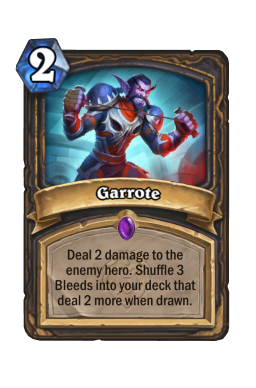 2
Garrote
Deal 2 damage to the
enemy hero. Shuffle 3
Bleeds into your deck that
deal 2 more when drawn.